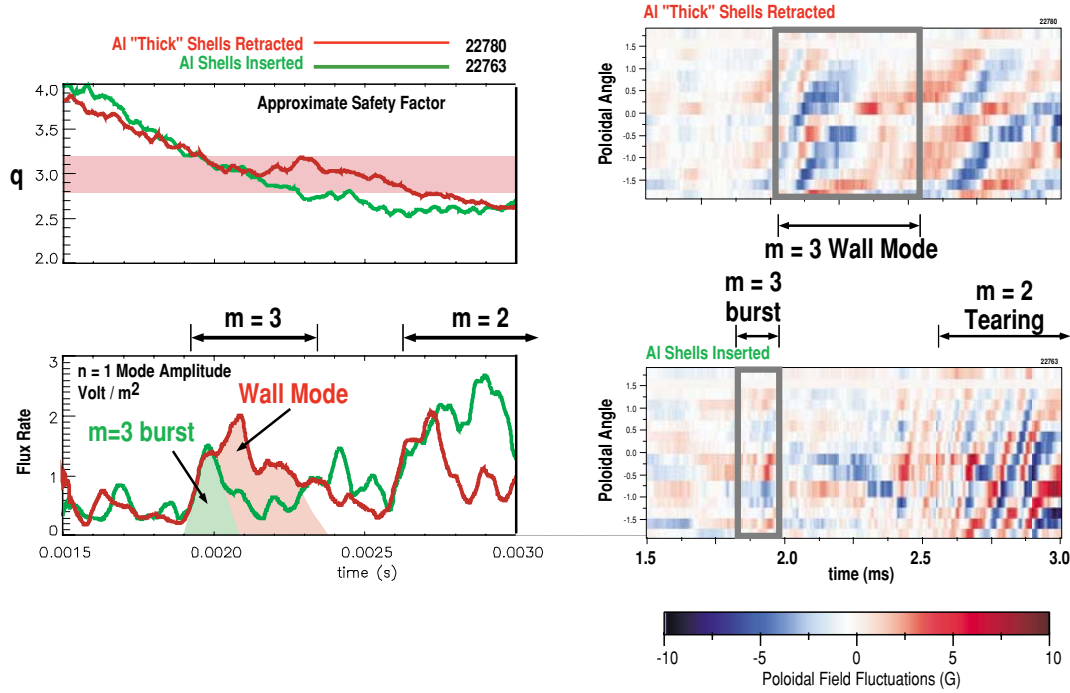 Al "Thick" Shells Retracted 22780
Al Shells Inserted 22763
Approximate Safety Factor
q
4.0
3.5
3.0
2.5
2.0
m = 3
m = 2
n = 1 Mode Amplitude
Volt / m2
Wall Mode
m=3 burst
Flux Rate
3
2
1
0
0.0015 0.0020 0.0025 0.0030
time (s)
Al "Thick" Shells Retracted
22780
Poloidal Angle
1.5
1.0
0.5
0.0
-0.5
-1.0
-1.5
m = 3 Wall Mode
m = 3
burst
m = 2
Tearing
Al Shells Inserted
22763
Poloidal Angle
1.5
1.0
0.5
0.0
-0.5
-1.0
-1.5
1.5 2.0 2.5 3.0
time (ms)
-10 -5 0 5 10
Poloidal Field Fluctuations (G)